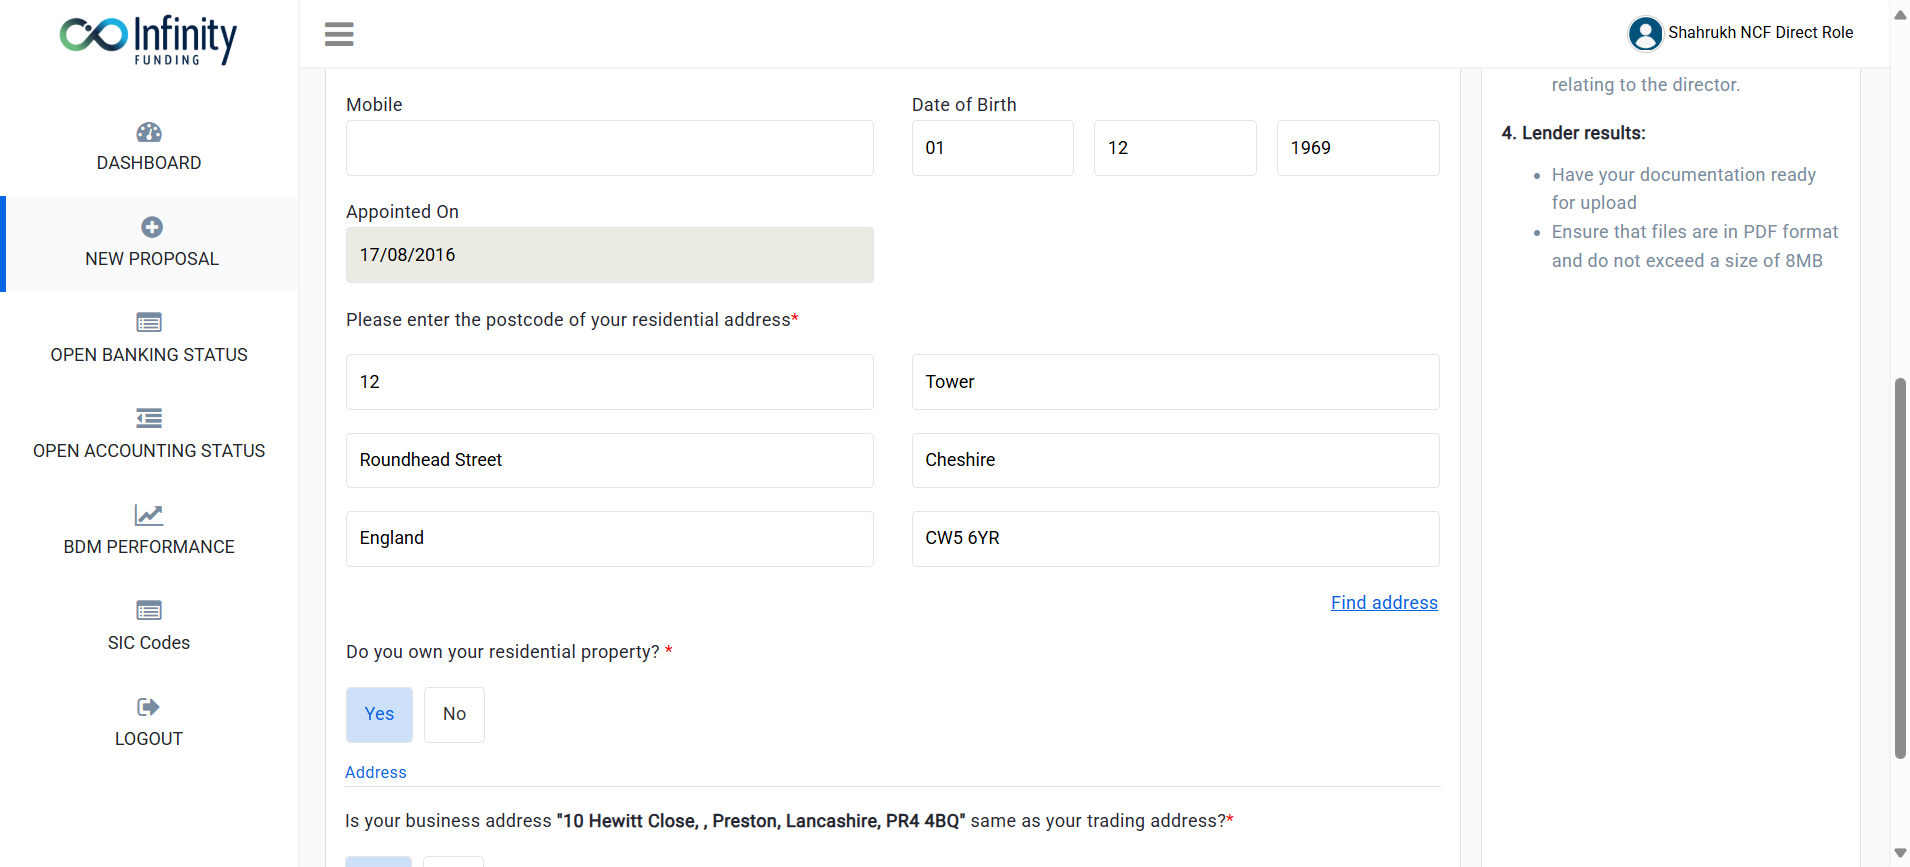 Infinity
FUNDING
Shahrukh NCF Direct Role
DASHBOARD
NEW PROPOSAL
OPEN BANKING STATUS
OPEN ACCOUNTING STATUS
BDM PERFORMANCE
SIC Codes
LOGOUT
Mobile
Date of Birth
01
12
1969
Appointed On
17/08/2016
Please enter the postcode of your residential address*
12
Tower
Roundhead Street
Cheshire
England
CW5 6YR
Find address
Do you own your residential property? *
Yes
No
Address
Is your business address "10 Hewitt Close, , Preston, Lancashire, PR4 4BQ" same as your trading address?*
relating to the director.
4. Lender results:
Have your documentation ready
for upload
Ensure that files are in PDF format
and do not exceed a size of 8MB